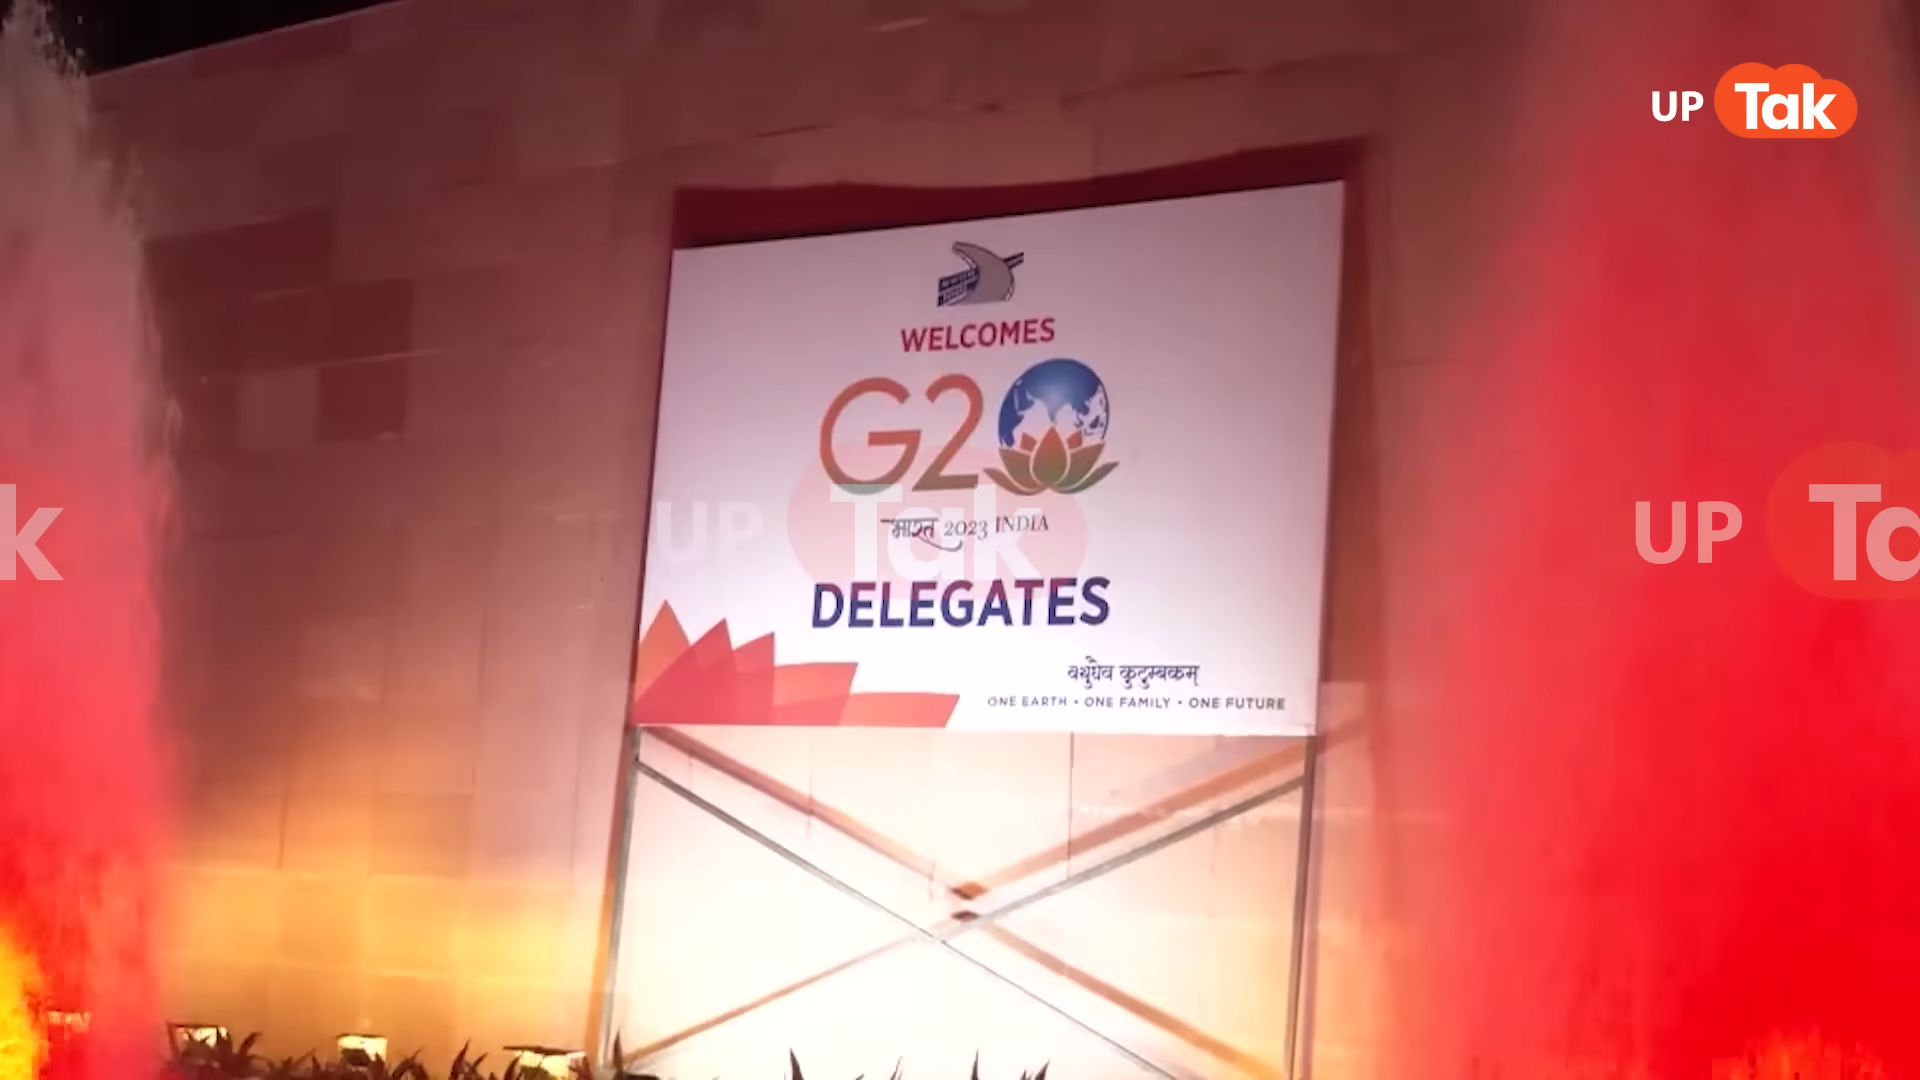 UP Tak
WELCOMES
G20
भारत 2023 INDIA
DELEGATES
वसुधैव कुटुम्बकम्
ONE EARTH • ONE FAMILY • ONE FUTURE
UP Tak
UP Ta
k